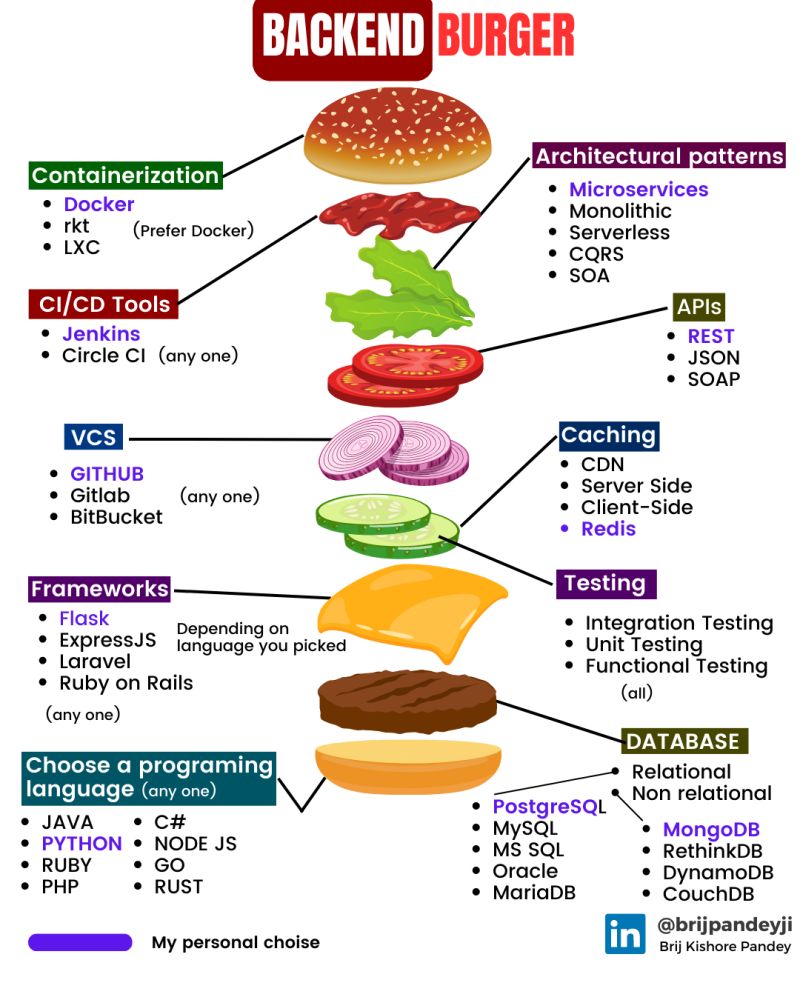 BACKEND BURGER
Containerization
Docker
rkt
(Prefer Docker)
LXC
Architectural patterns
Microservices
Monolithic
Serverless
CQRS
SOA
CI/CD Tools
Jenkins
Circle CI (any one)
APIs
REST
JSON
SOAP
VCS
GITHUB
Gitlab
(any one)
BitBucket
Caching
CDN
Server Side
Client-Side
Redis
Frameworks
Flask
ExpressJS
Laravel
Ruby on Rails
Depending on
language you picked
(any one)
Testing
Integration Testing
Unit Testing
Functional Testing
(all)
DATABASE
Relational
Non relational
PostgreSQL
MySQL
MS SQL
Oracle
MariaDB
MongoDB
RethinkDB
DynamoDB
CouchDB
Choose a programing
language (any one)
JAVA
PYTHON
RUBY
PHP
C#
NODE JS
GO
RUST
My personal choise
in
@brijpandeyji
Brij Kishore Pandey